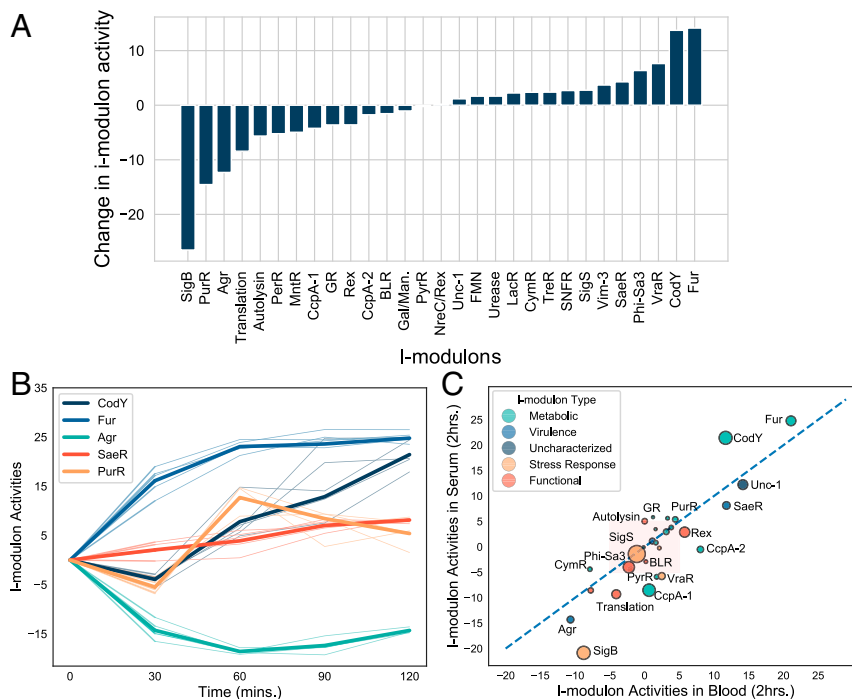 A
Change in i-modulon activity
10
0
−10
−20
SigB
PurR
Agr
Translation
Autolysin
PerR
MntR
CcpA-1
GR
Rex
CcpA-2
BLR
Gal/Man.
PyrR
NreC/Rex
Unc-1
FMN
Urease
LacR
CymR
TreR
SNFR
SigS
Vim-3
SaeR
Phi-Sa3
VraR
CodY
Fur
I-modulons
B
I-modulon Activities
35
25
15
5
−5
−15
CodY
Fur
Agr
SaeR
PurR
0
30
60
90
120
Time (mins.)
C
I-modulon Activities in Serum (2hrs.)
25
20
15
10
5
0
−5
−10
−15
−20
I-modulon Type
Metabolic
Virulence
Uncharacterized
Stress Response
Functional
Fur
CodY
Unc-1
SaeR
GR
PurR
Autolysin
Rex
SigS
CcpA-2
Phi-Sa3
BLR
CymR
PyrR
VraR
CcpA-1
Translation
Agr
SigB
−20
−15
−10
−5
0
5
10
15
20
25
I-modulon Activities in Blood (2hrs.)